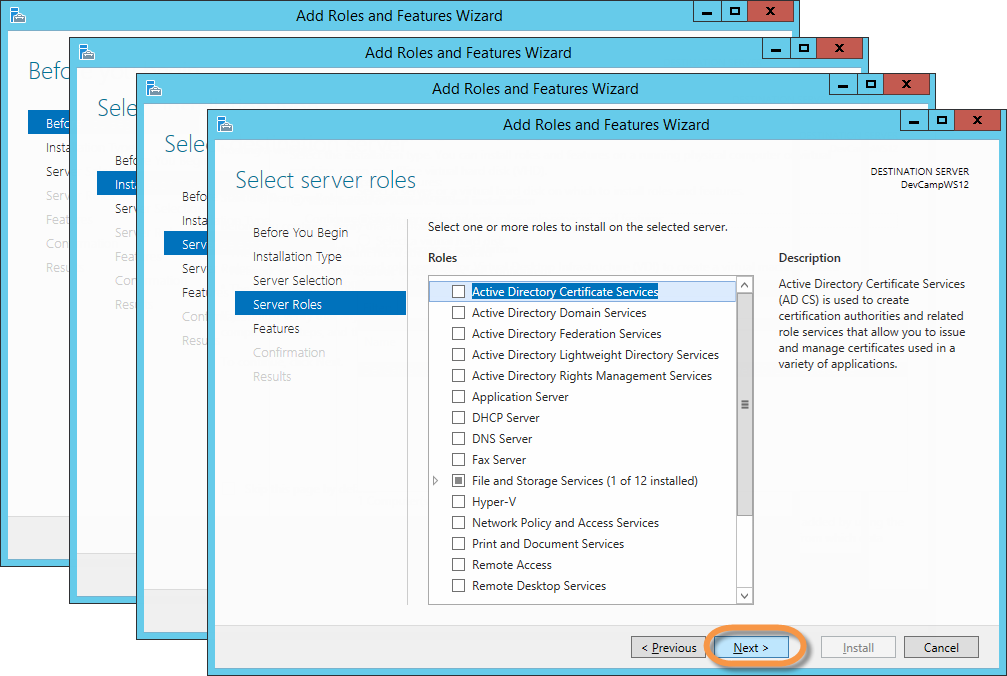 Add Roles and Features Wizard
Befo
Befo
Insta
Serv
Serv
Feat
Con
Resu
Add Roles and Features Wizard
Sele
Befo
Insta
Serv
Serv
Feat
Con
Resu
Add Roles and Features Wizard
Selec
Befo
Insta
Serv
Serv
Featu
Conf
Resu
Add Roles and Features Wizard
Select server roles
DESTINATION SERVER
DevCampWS12
Before You Begin
Installation Type
Server Selection
Server Roles
Features
Confirmation
Results
Select one or more roles to install on the selected server.
Roles
Active Directory Certificate Services
Active Directory Domain Services
Active Directory Federation Services
Active Directory Lightweight Directory Services
Active Directory Rights Management Services
Application Server
DHCP Server
DNS Server
Fax Server
File and Storage Services (1 of 12 installed)
Hyper-V
Network Policy and Access Services
Print and Document Services
Remote Access
Remote Desktop Services
Description
Active Directory Certificate Services
(AD CS) is used to create
certification authorities and related
role services that allow you to issue
and manage certificates used in a
variety of applications.
< Previous
Next >
Install
Cancel